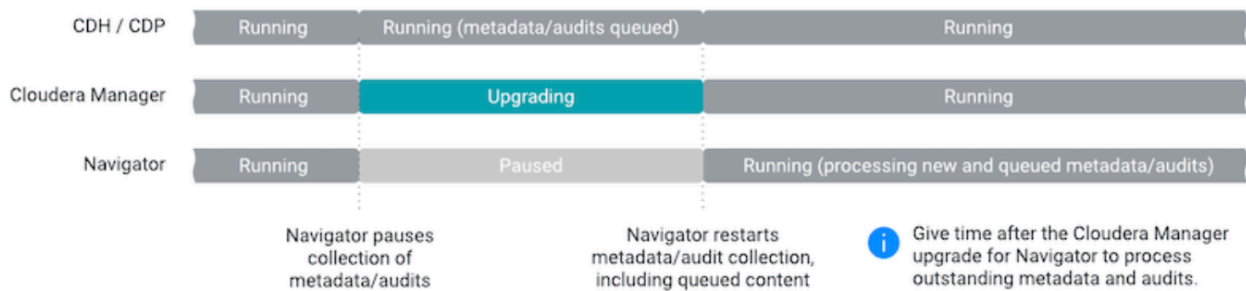 CDH / CDP Running Running (metadata/audits queued) Running
Cloudera Manager Running Upgrading Running
Navigator Running Paused Running (processing new and queued metadata/audits)
Navigator pauses
collection of
metadata/audits
Navigator restarts
metadata/audit collection,
including queued content
i
Give time after the Cloudera Manager
upgrade for Navigator to process
outstanding metadata and audits.